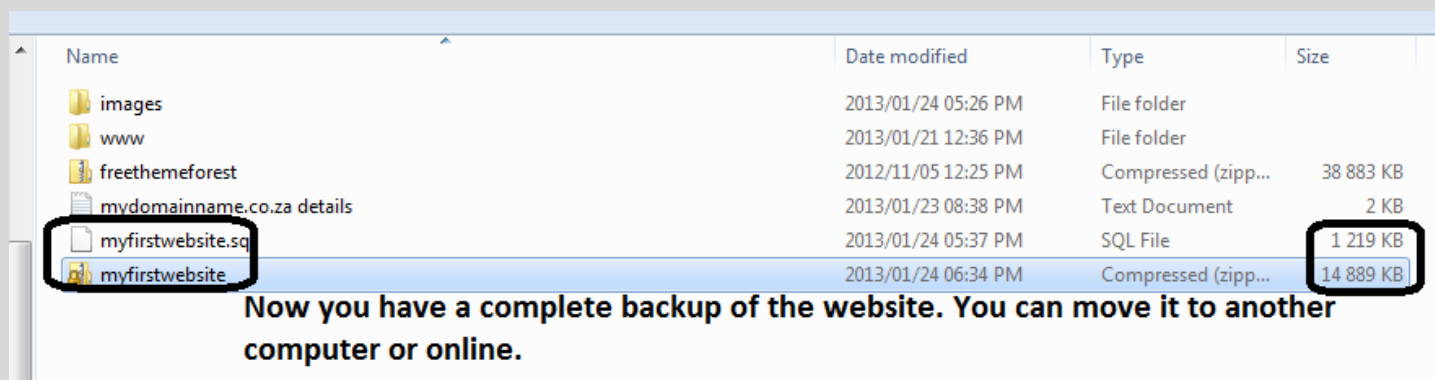 Name Date modified Type Size
images 2013/01/24 05:26 PM File folder
www 2013/01/21 12:36 PM File folder
freethemeforest 2012/11/05 12:25 PM Compressed (zipp... 38 883 KB
mydomainname.co.za details 2013/01/23 08:38 PM Text Document 2 KB
myfirstwebsite.sq 2013/01/24 05:37 PM SQL File 1 219 KB
myfirstwebsite 2013/01/24 06:34 PM Compressed (zipp... 14 889 KB
Now you have a complete backup of the website. You can move it to another
computer or online.